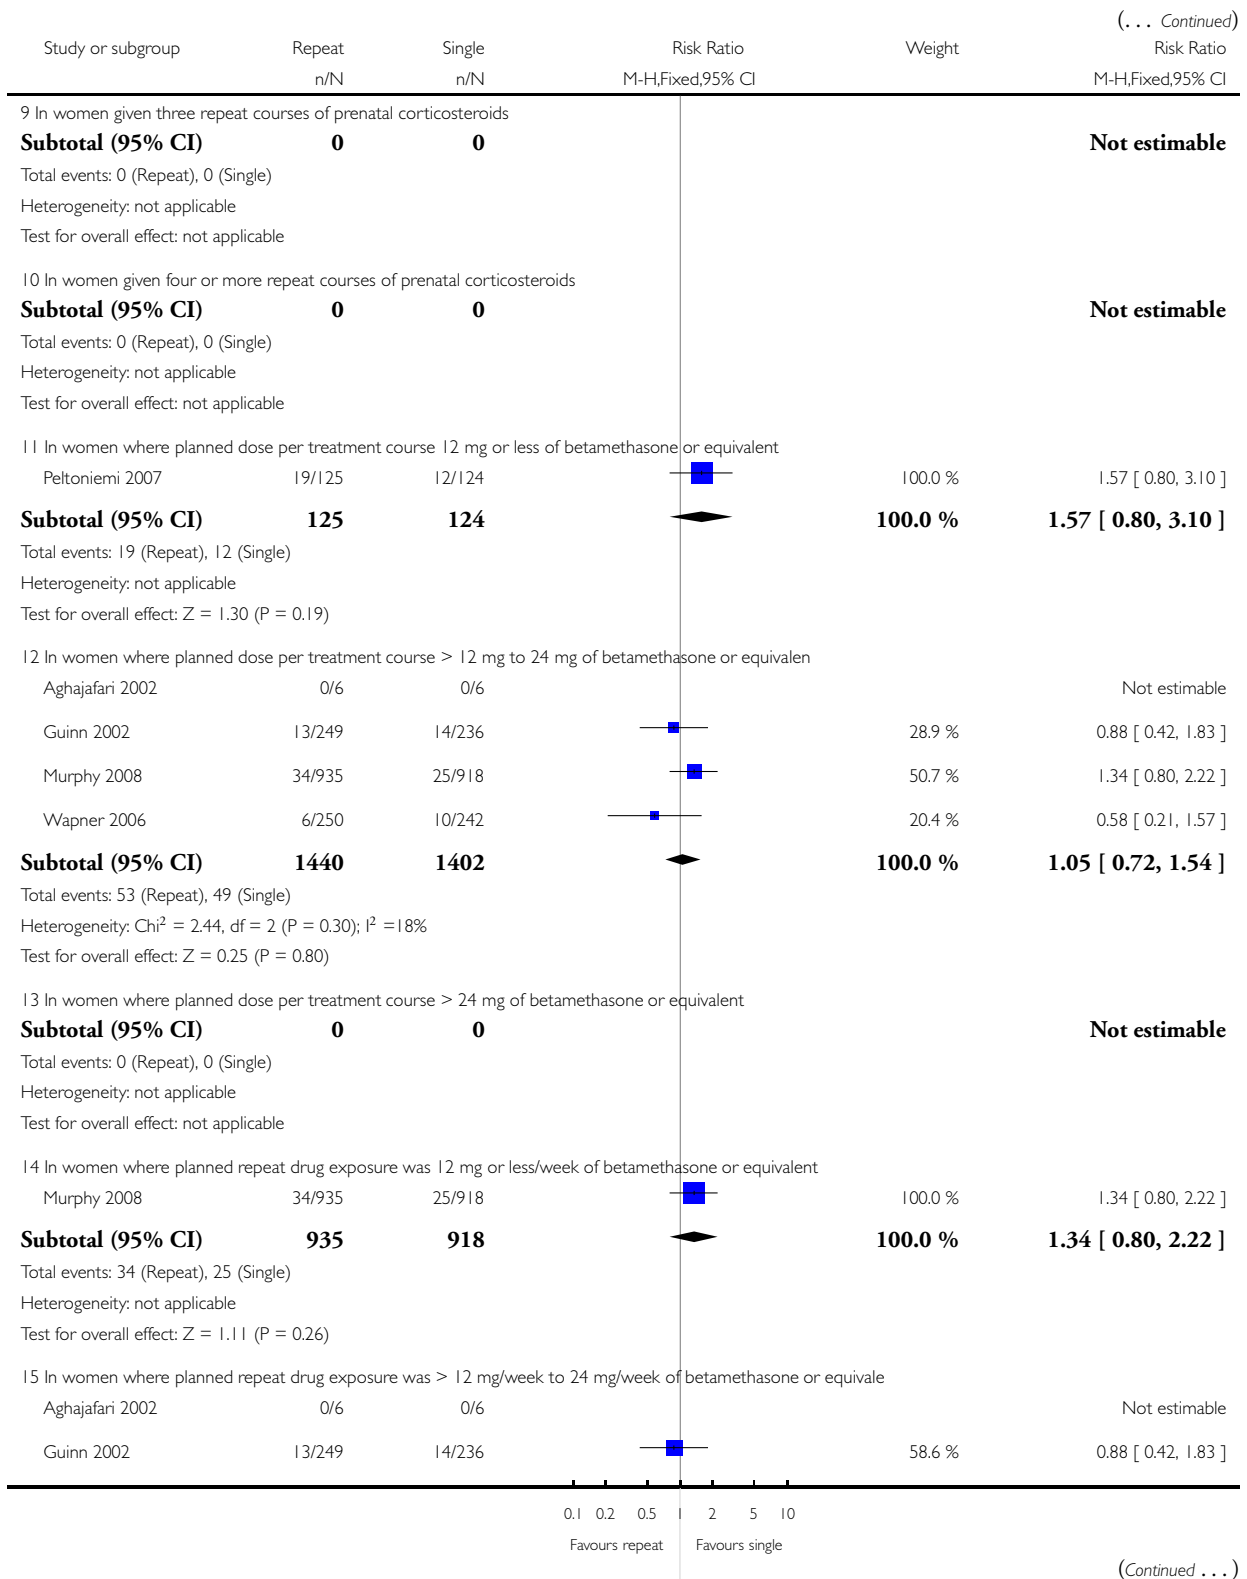 (... Continued)
Study or subgroup Repeat Single Risk Ratio Weight Risk Ratio
n/N n/N M-H,Fixed,95% CI M-H,Fixed,95% CI
9 In women given three repeat courses of prenatal corticosteroids
Subtotal (95% CI) 0 0 Not estimable
Total events: 0 (Repeat), 0 (Single)
Heterogeneity: not applicable
Test for overall effect: not applicable
10 In women given four or more repeat courses of prenatal corticosteroids
Subtotal (95% CI) 0 0 Not estimable
Total events: 0 (Repeat), 0 (Single)
Heterogeneity: not applicable
Test for overall effect: not applicable
11 In women where planned dose per treatment course 12 mg or less of betamethasone or equivalent
Peltoniemi 2007 19/125 12/124 100.0 % 1.57 [ 0.80, 3.10 ]
Subtotal (95% CI) 125 124 100.0 % 1.57 [ 0.80, 3.10 ]
Total events: 19 (Repeat), 12 (Single)
Heterogeneity: not applicable
Test for overall effect: Z = 1.30 (P = 0.19)
12 In women where planned dose per treatment course > 12 mg to 24 mg of betamethasone or equivalen
Aghajafari 2002 0/6 0/6 Not estimable
Guinn 2002 13/249 14/236 28.9 % 0.88 [ 0.42, 1.83 ]
Murphy 2008 34/935 25/918 50.7 % 1.34 [ 0.80, 2.22 ]
Wapner 2006 6/250 10/242 20.4 % 0.58 [ 0.21, 1.57 ]
Subtotal (95% CI) 1440 1402 100.0 % 1.05 [ 0.72, 1.54 ]
Total events: 53 (Repeat), 49 (Single)
Heterogeneity: Chi² = 2.44, df = 2 (P = 0.30); I² =18%
Test for overall effect: Z = 0.25 (P = 0.80)
13 In women where planned dose per treatment course > 24 mg of betamethasone or equivalent
Subtotal (95% CI) 0 0 Not estimable
Total events: 0 (Repeat), 0 (Single)
Heterogeneity: not applicable
Test for overall effect: not applicable
14 In women where planned repeat drug exposure was 12 mg or less/week of betamethasone or equivalent
Murphy 2008 34/935 25/918 100.0 % 1.34 [ 0.80, 2.22 ]
Subtotal (95% CI) 935 918 100.0 % 1.34 [ 0.80, 2.22 ]
Total events: 34 (Repeat), 25 (Single)
Heterogeneity: not applicable
Test for overall effect: Z = 1.11 (P = 0.26)
15 In women where planned repeat drug exposure was > 12 mg/week to 24 mg/week of betamethasone or equivale
Aghajafari 2002 0/6 0/6 Not estimable
Guinn 2002 13/249 14/236 58.6 % 0.88 [ 0.42, 1.83 ]
0.1 0.2 0.5 1 2 5 10
Favours repeat Favours single
(Continued ...)